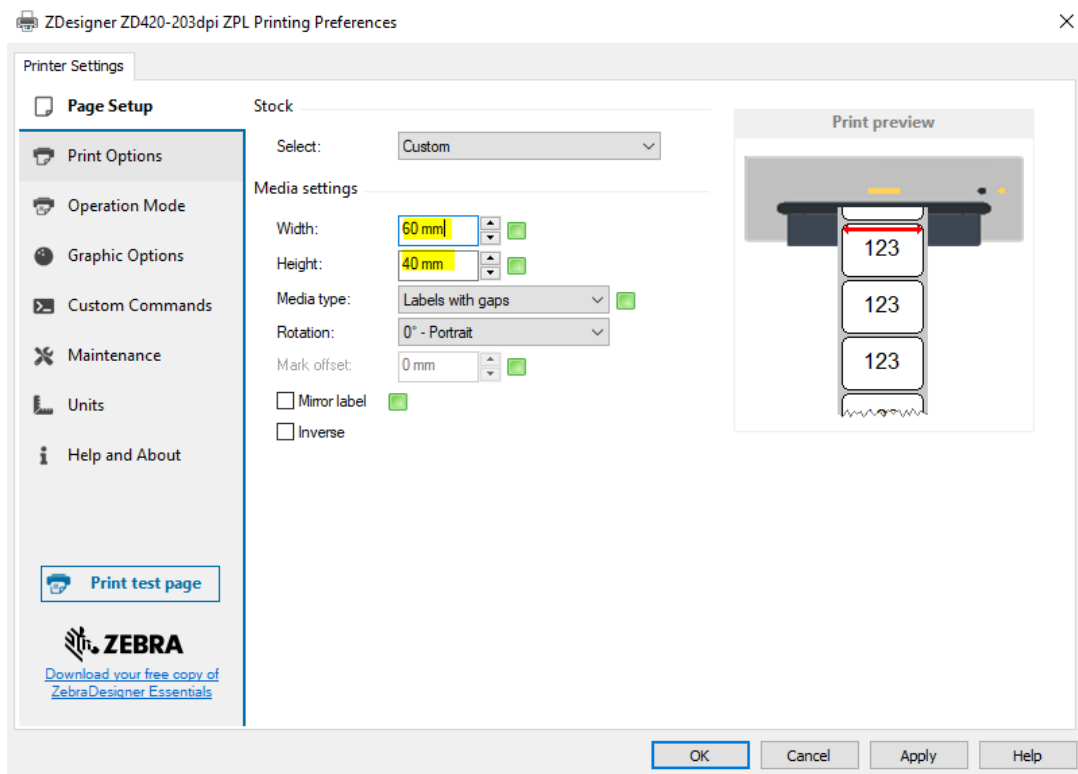 ZDesigner ZD420-203dpi ZPL Printing Preferences
Printer Settings
Page Setup
Print Options
Operation Mode
Graphic Options
Custom Commands
Maintenance
Units
Help and About
Print test page
ZEBRA
Download your free copy of
ZebraDesigner Essentials
Stock
Select: Custom
Media settings
Width: 60 mm
Height: 40 mm
Media type: Labels with gaps
Rotation: 0° - Portrait
Mark offset: 0 mm
Mirror label
Inverse
Print preview
123
123
123
OK Cancel Apply Help